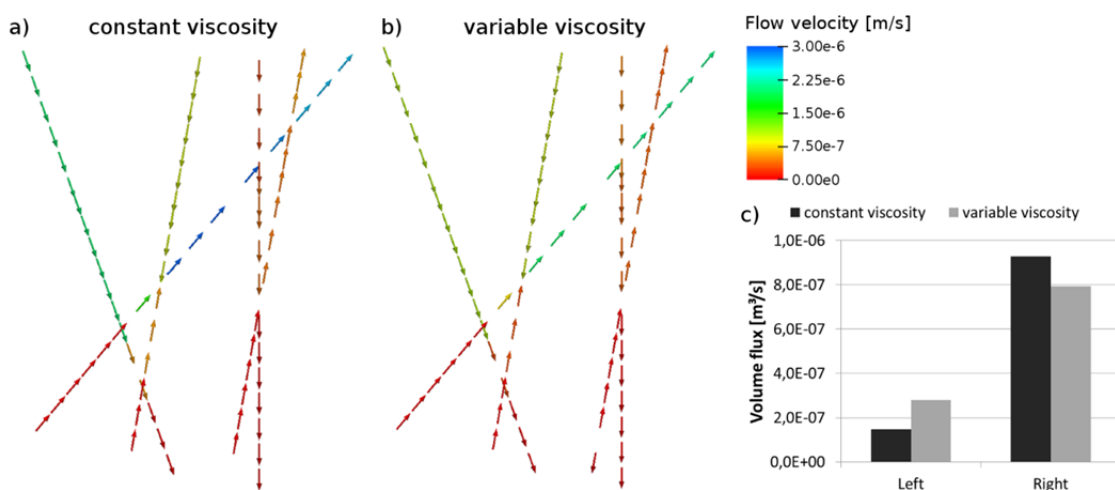 a) constant viscosity
b) variable viscosity
Flow velocity [m/s]
3.00e-6
2.25e-6
1.50e-6
7.50e-7
0.00e0
c)
constant viscosity
variable viscosity
Volume flux [m³/s]
1,0E-06
8,0E-07
6,0E-07
4,0E-07
2,0E-07
0,0E+00
Left
Right